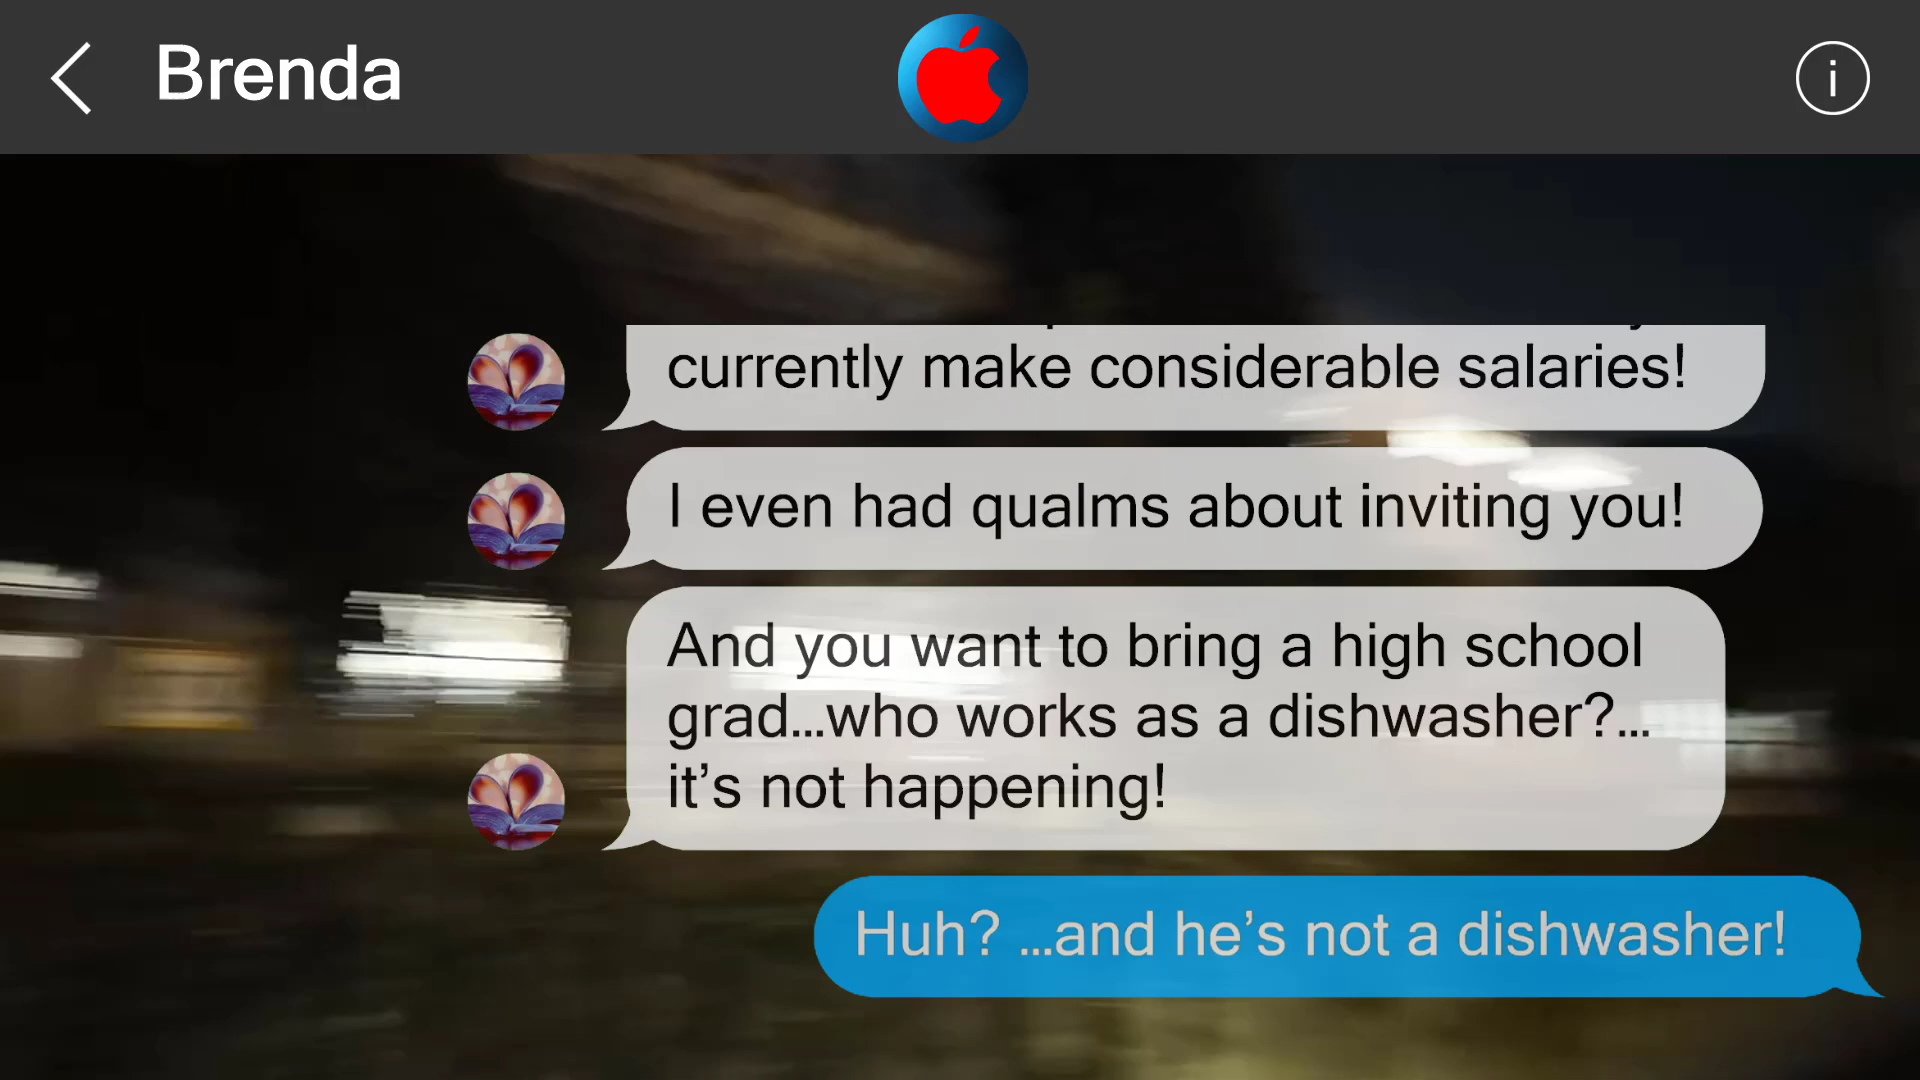 Brenda
i
currently make considerable salaries!
I even had qualms about inviting you!
And you want to bring a high school
grad...who works as a dishwasher?...
it’s not happening!
Huh? ...and he’s not a dishwasher!